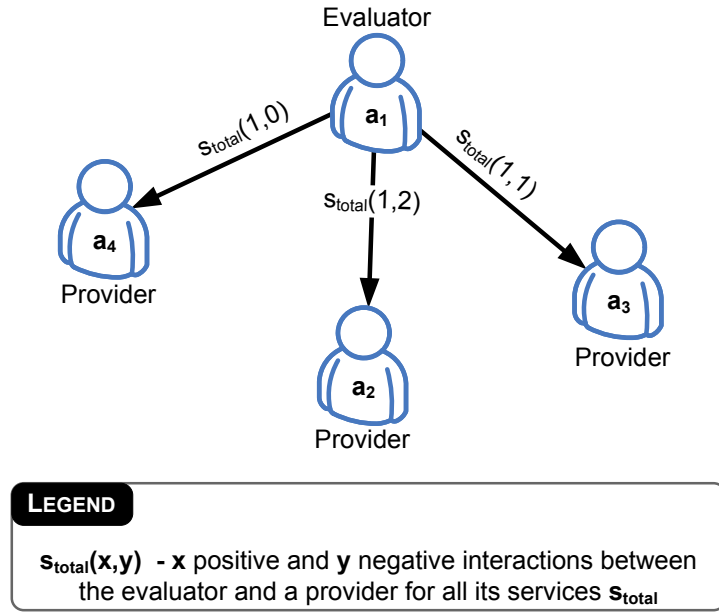 Evaluator
a1
stotal(1,0)
stotal(1,1)
stotal(1,2)
a4
Provider
a3
Provider
a2
Provider
LEGEND
stotal(x,y) - x positive and y negative interactions between
the evaluator and a provider for all its services stotal